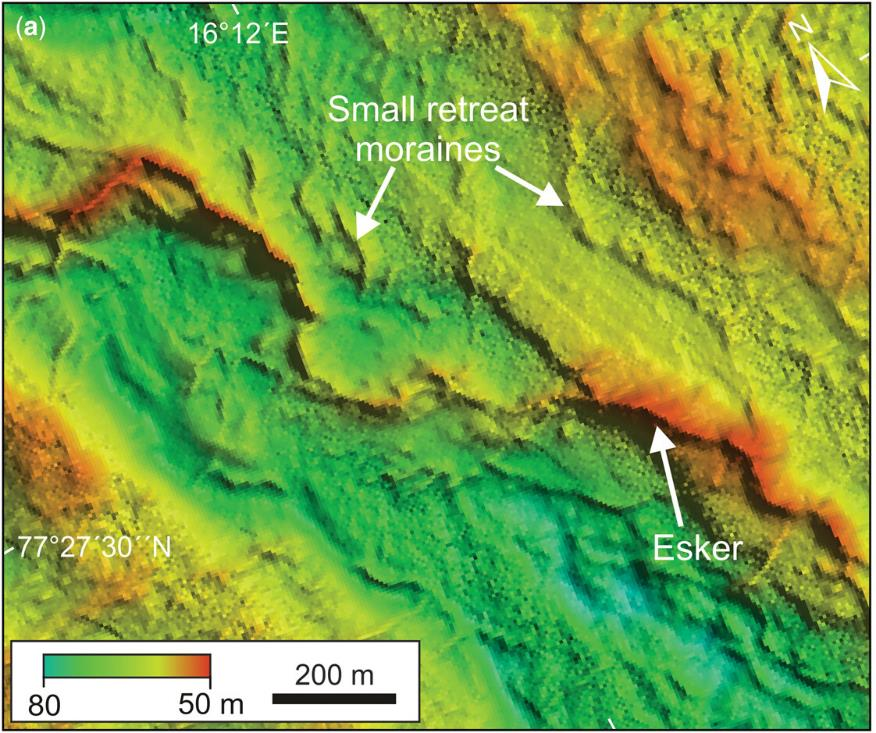 (a)
16°12´E
N
Small retreat
moraines
Esker
77°27´30´´N
200 m
80
50 m